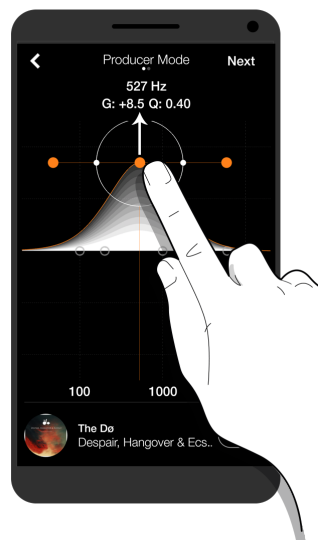 Producer Mode
Next
527 Hz
G: +8.5 Q: 0.40
100
1000
The Dø
Despair, Hangover & Ecs..